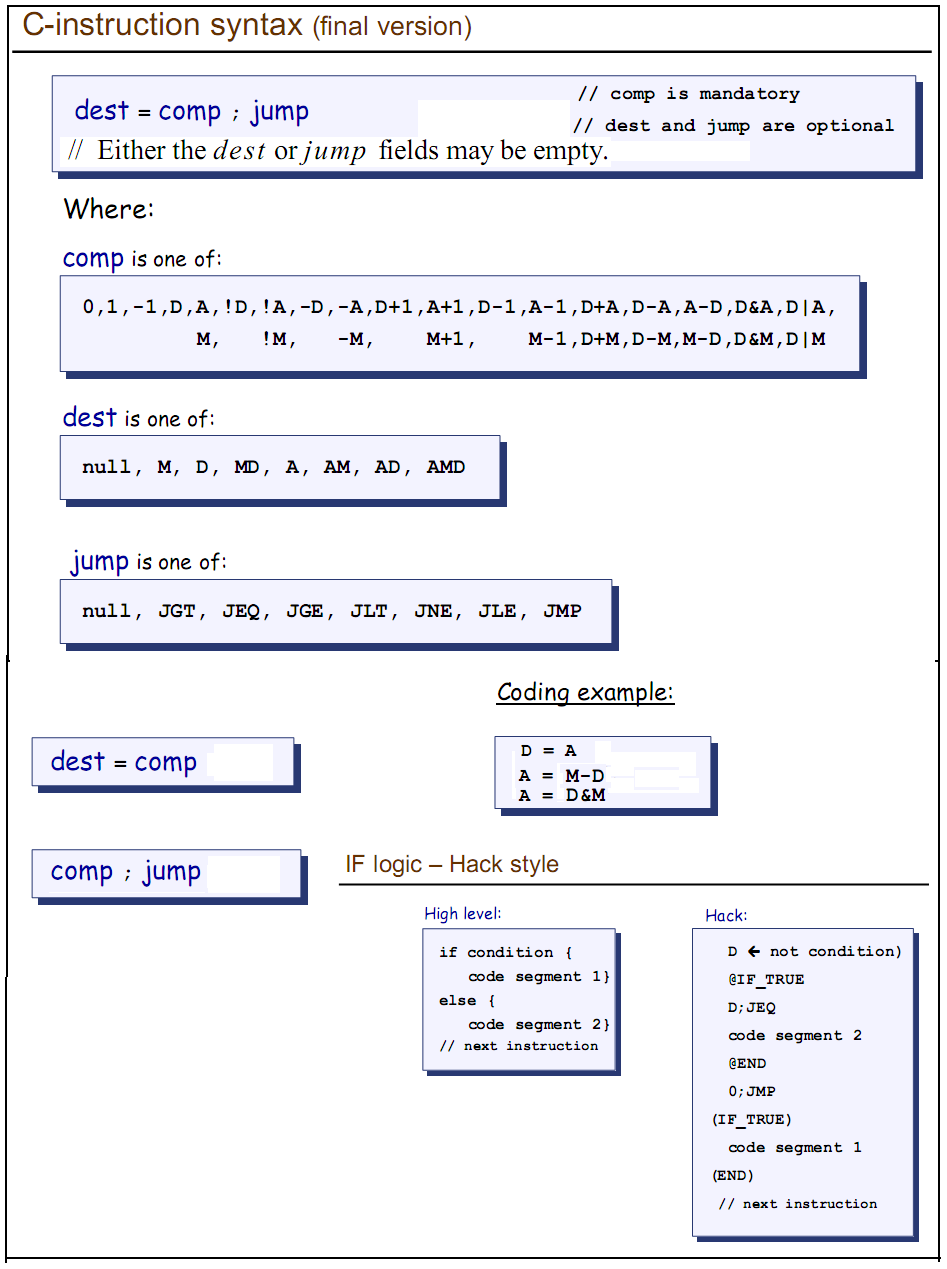 C-instruction syntax (final version)
dest = comp ; jump
// comp is mandatory
// dest and jump are optional
// Either the dest or jump fields may be empty.
Where:
comp is one of:
0,1,-1,D,A,!D,!A,-D,-A,D+1,A+1,D-1,A-1,D+A,D-A,A-D,D&A,D|A,
M, !M, -M, M+1, M-1,D+M,D-M,M-D,D&M,D|M
dest is one of:
null, M, D, MD, A, AM, AD, AMD
jump is one of:
null, JGT, JEQ, JGE, JLT, JNE, JLE, JMP
Coding example:
dest = comp
D = A
A = M-D
A = D&M
comp ; jump
IF logic – Hack style
High level:
if condition {
code segment 1}
else {
code segment 2}
// next instruction
Hack:
D ← not condition)
@IF_TRUE
D;JEQ
code segment 2
@END
0;JMP
(IF_TRUE)
code segment 1
(END)
// next instruction